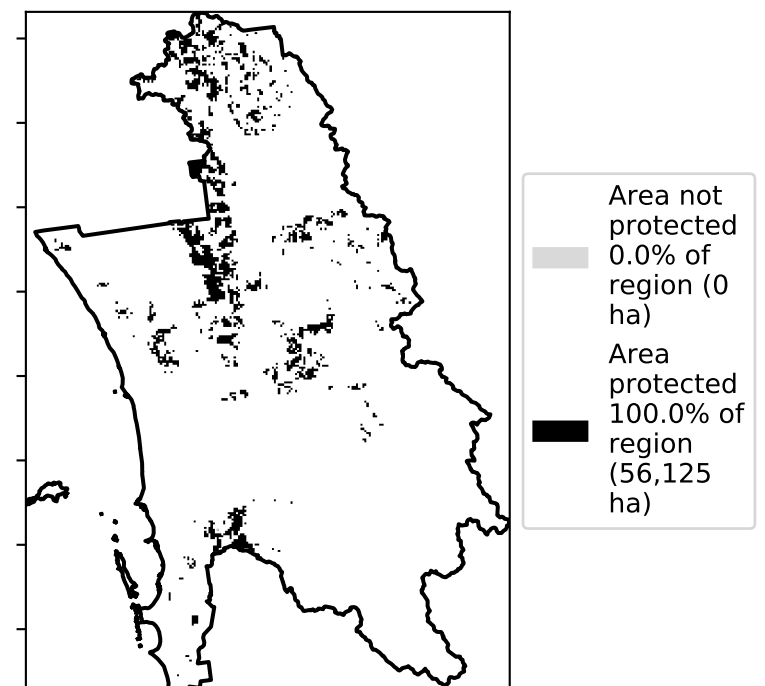 Area not
protected
0.0% of
region (0
ha)
Area
protected
100.0% of
region
(56,125
ha)